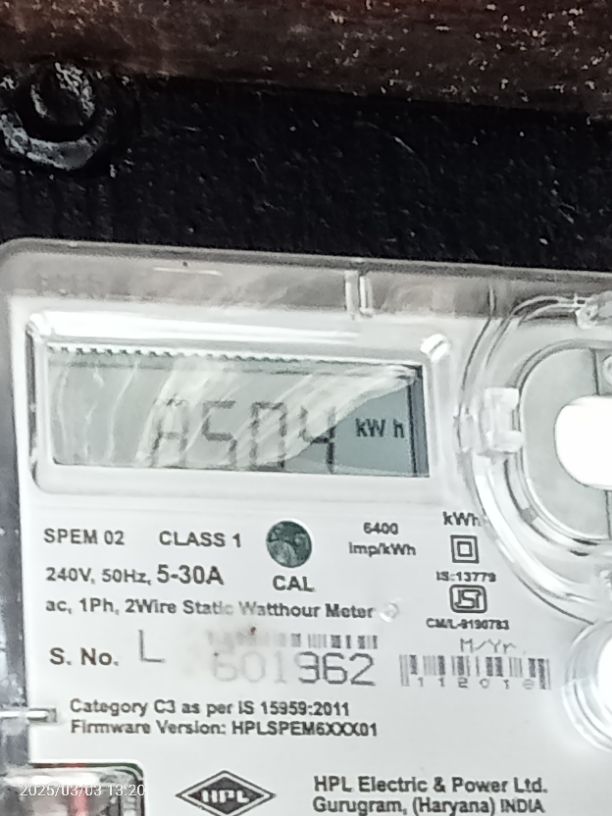 kW h
SPEM 02 CLASS 1 6400 kWh
Imp/kWh
240V, 50Hz, 5-30A CAL IS:13779
ac, 1Ph, 2Wire Static Watthour Meter
CM/L-9190783
M/Yr.
S. No. L 601962
Category C3 as per IS 15959:2011
Firmware Version: HPLSPEM6XXX01
2025/03/03 13:20
HPL
HPL Electric & Power Ltd.
Gurugram, (Haryana) INDIA